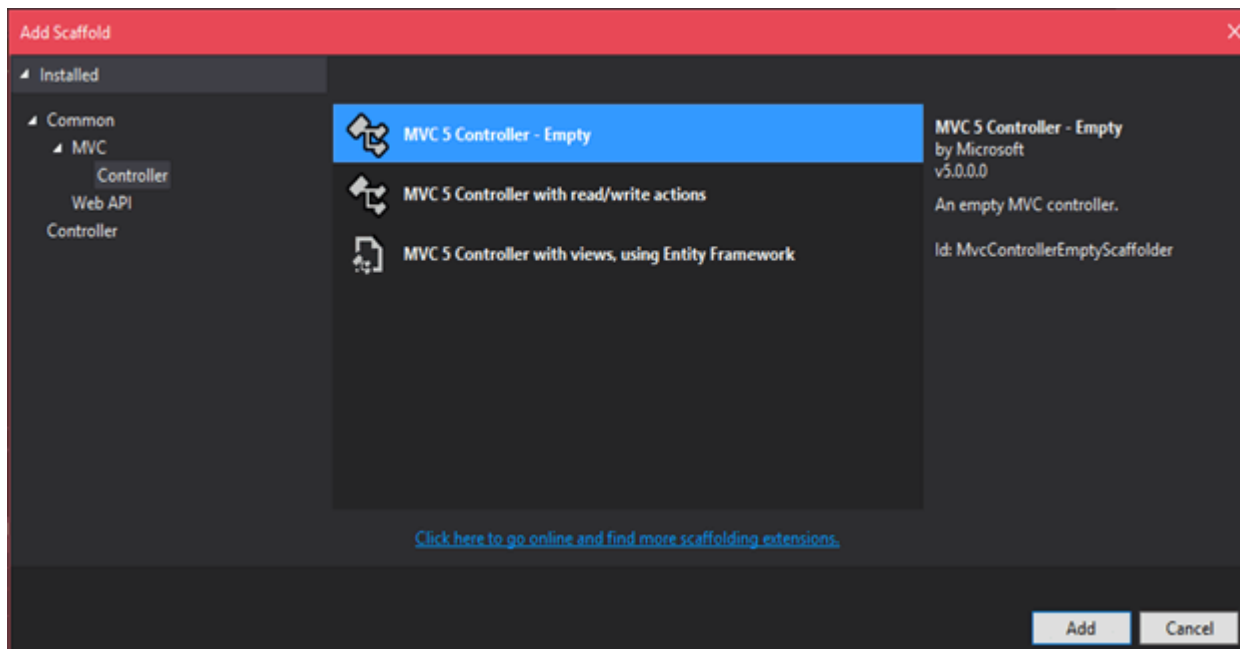 Add Scaffold
Installed
Common
MVC
Controller
Web API
Controller
MVC 5 Controller - Empty
MVC 5 Controller with read/write actions
MVC 5 Controller with views, using Entity Framework
MVC 5 Controller - Empty
by Microsoft
v5.0.0.0
An empty MVC controller.
Id: MvcControllerEmptyScaffolder
Click here to go online and find more scaffolding extensions.
Add
Cancel